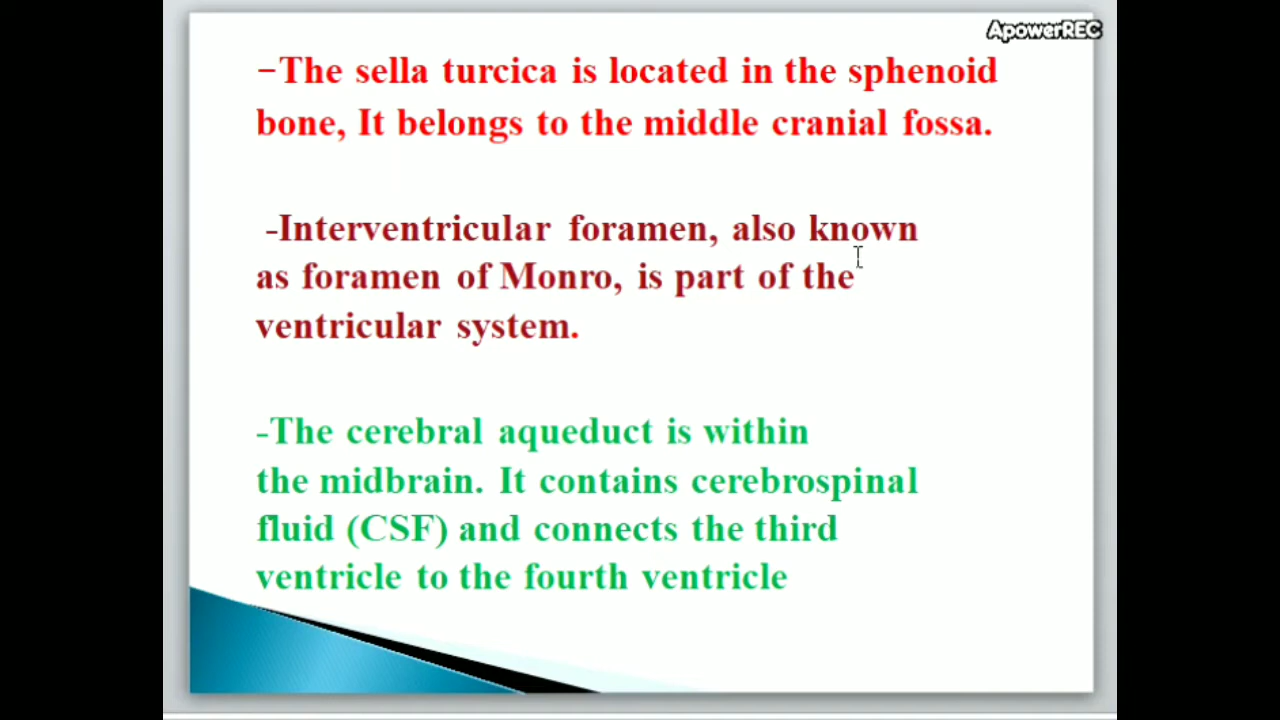 ApowerREC
-The sella turcica is located in the sphenoid
bone, It belongs to the middle cranial fossa.
-Interventricular foramen, also known
as foramen of Monro, is part of the
ventricular system.
-The cerebral aqueduct is within
the midbrain. It contains cerebrospinal
fluid (CSF) and connects the third
ventricle to the fourth ventricle